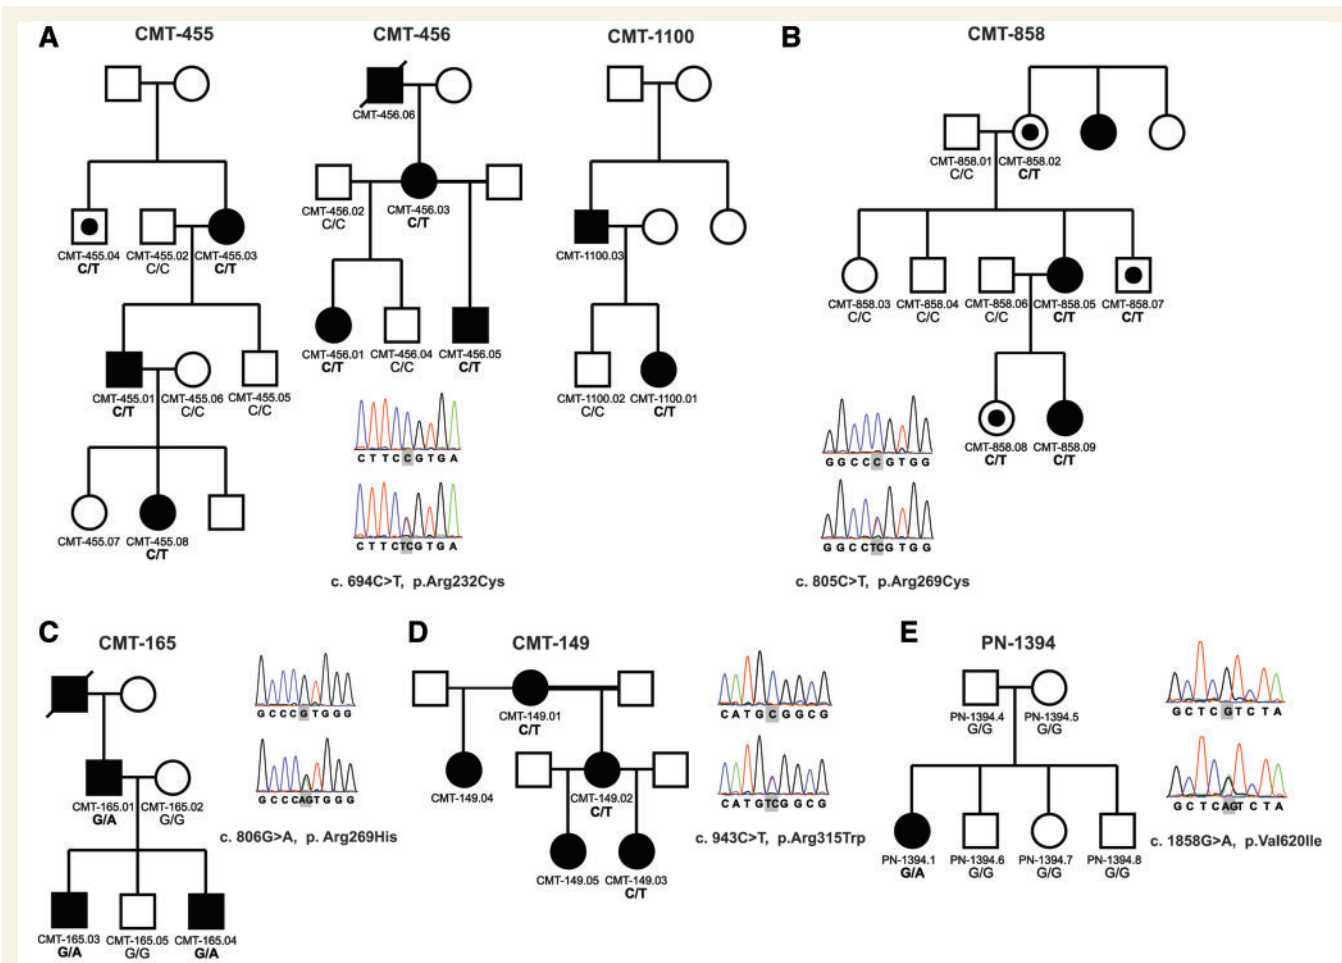 A
CMT-455
CMT-456
CMT-1100
B
CMT-858
CMT-456.06
CMT-858.01
CMT-858.02
C/C
C/T
CMT-456.02
CMT-456.03
C/C
C/T
CMT-455.04
CMT-455.02
CMT-455.03
C/T
C/C
C/T
CMT-1100.03
CMT-858.03
CMT-858.04
CMT-858.06
CMT-858.05
CMT-858.07
C/C
C/C
C/C
C/T
C/T
CMT-456.01
CMT-456.04
CMT-456.05
C/T
C/C
C/T
CMT-455.01
CMT-455.06
CMT-455.05
C/T
C/C
C/C
CMT-1100.02
CMT-1100.01
C/C
C/T
CMT-858.08
CMT-858.09
C/T
C/T
C T T C C G T G A
G G C C C G T G G
CMT-455.07
CMT-455.08
C/T
C T T C T C G T G A
G G C C T C G T G G
c. 694C>T, p.Arg232Cys
c. 805C>T, p.Arg269Cys
C
CMT-165
D
CMT-149
E
PN-1394
G C C C G T G G G
C A T G C G G C G
G C T C G T C T A
CMT-149.01
C/T
PN-1394.4
PN-1394.5
G/G
G/G
CMT-165.01
CMT-165.02
G/A
G/G
G C C C A G T G G G
CMT-149.04
CMT-149.02
C/T
C A T G T C G G C G
G C T C A G T C T A
c. 806G>A, p. Arg269His
c. 943C>T, p.Arg315Trp
c. 1858G>A, p.Val620Ile
CMT-149.05
CMT-149.03
C/T
PN-1394.1
PN-1394.6
PN-1394.7
PN-1394.8
G/A
G/G
G/G
G/G
CMT-165.03
CMT-165.05
CMT-165.04
G/A
G/G
G/A